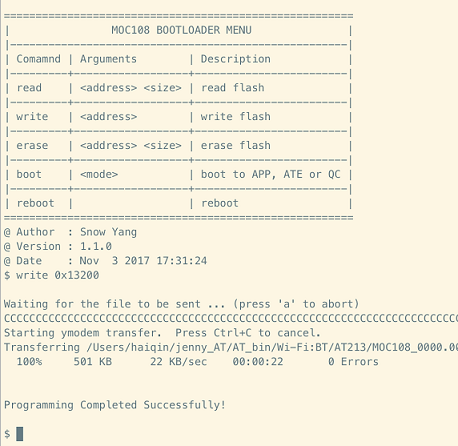 =======================================================
|                MOC108 BOOTLOADER MENU               |
|-----------------------------------------------------|
| Comamnd | Arguments        | Description            |
|---------+------------------+------------------------|
| read    | <address> <size> | read flash             |
|---------+------------------+------------------------|
| write   | <address>        | write flash            |
|---------+------------------+------------------------|
| erase   | <address> <size> | erase flash            |
|---------+------------------+------------------------|
| boot    | <mode>           | boot to APP, ATE or QC |
|---------+------------------+------------------------|
| reboot  |                  | reboot                 |
=======================================================
@ Author  : Snow Yang
@ Version : 1.1.0
@ Date    : Nov  3 2017 17:31:24
$ write 0x13200
Waiting for the file to be sent ... (press 'a' to abort)
CCCCCCCCCCCCCCCCCCCCCCCCCCCCCCCCCCCCCCCCCCCCCCCCCCCCCCCCCCCCCCCCCCCCCCCC
Starting ymodem transfer.  Press Ctrl+C to cancel.
Transferring /Users/haiqin/jenny_AT/AT_bin/Wi-Fi:BT/AT213/MOC108_0000.00
  100%     501 KB      22 KB/sec    00:00:22       0 Errors
Programming Completed Successfully!
$